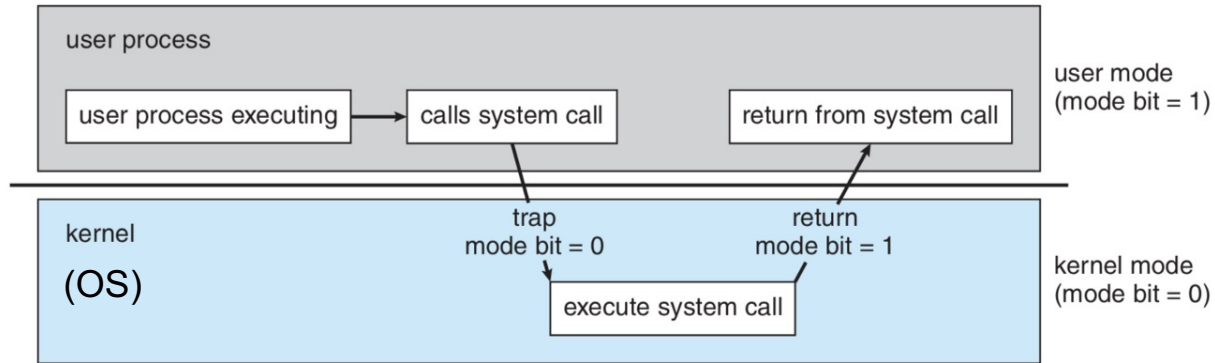 user process
user process executing
calls system call
return from system call
user mode
(mode bit = 1)
trap
mode bit = 0
return
mode bit = 1
kernel
(OS)
execute system call
kernel mode
(mode bit = 0)